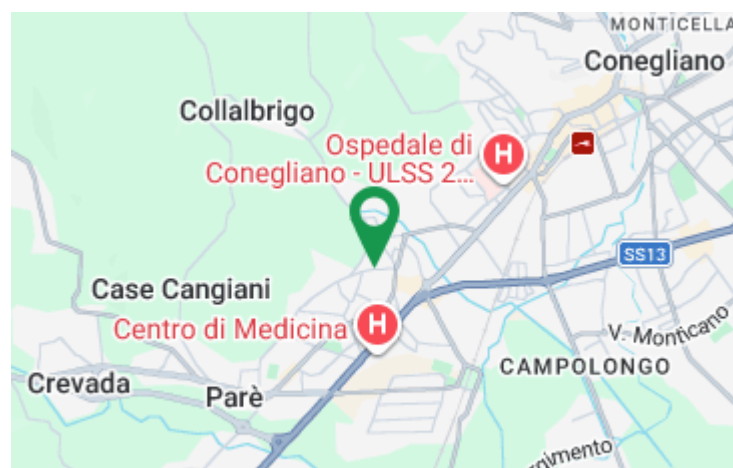 MONTICELLA
Conegliano
Collalbrigo
Ospedale di
Conegliano - ULSS 2...
H
SS13
Case Cangiani
Centro di Medicina
H
V. Monticano
CAMPOLONGO
Crevada
Parè